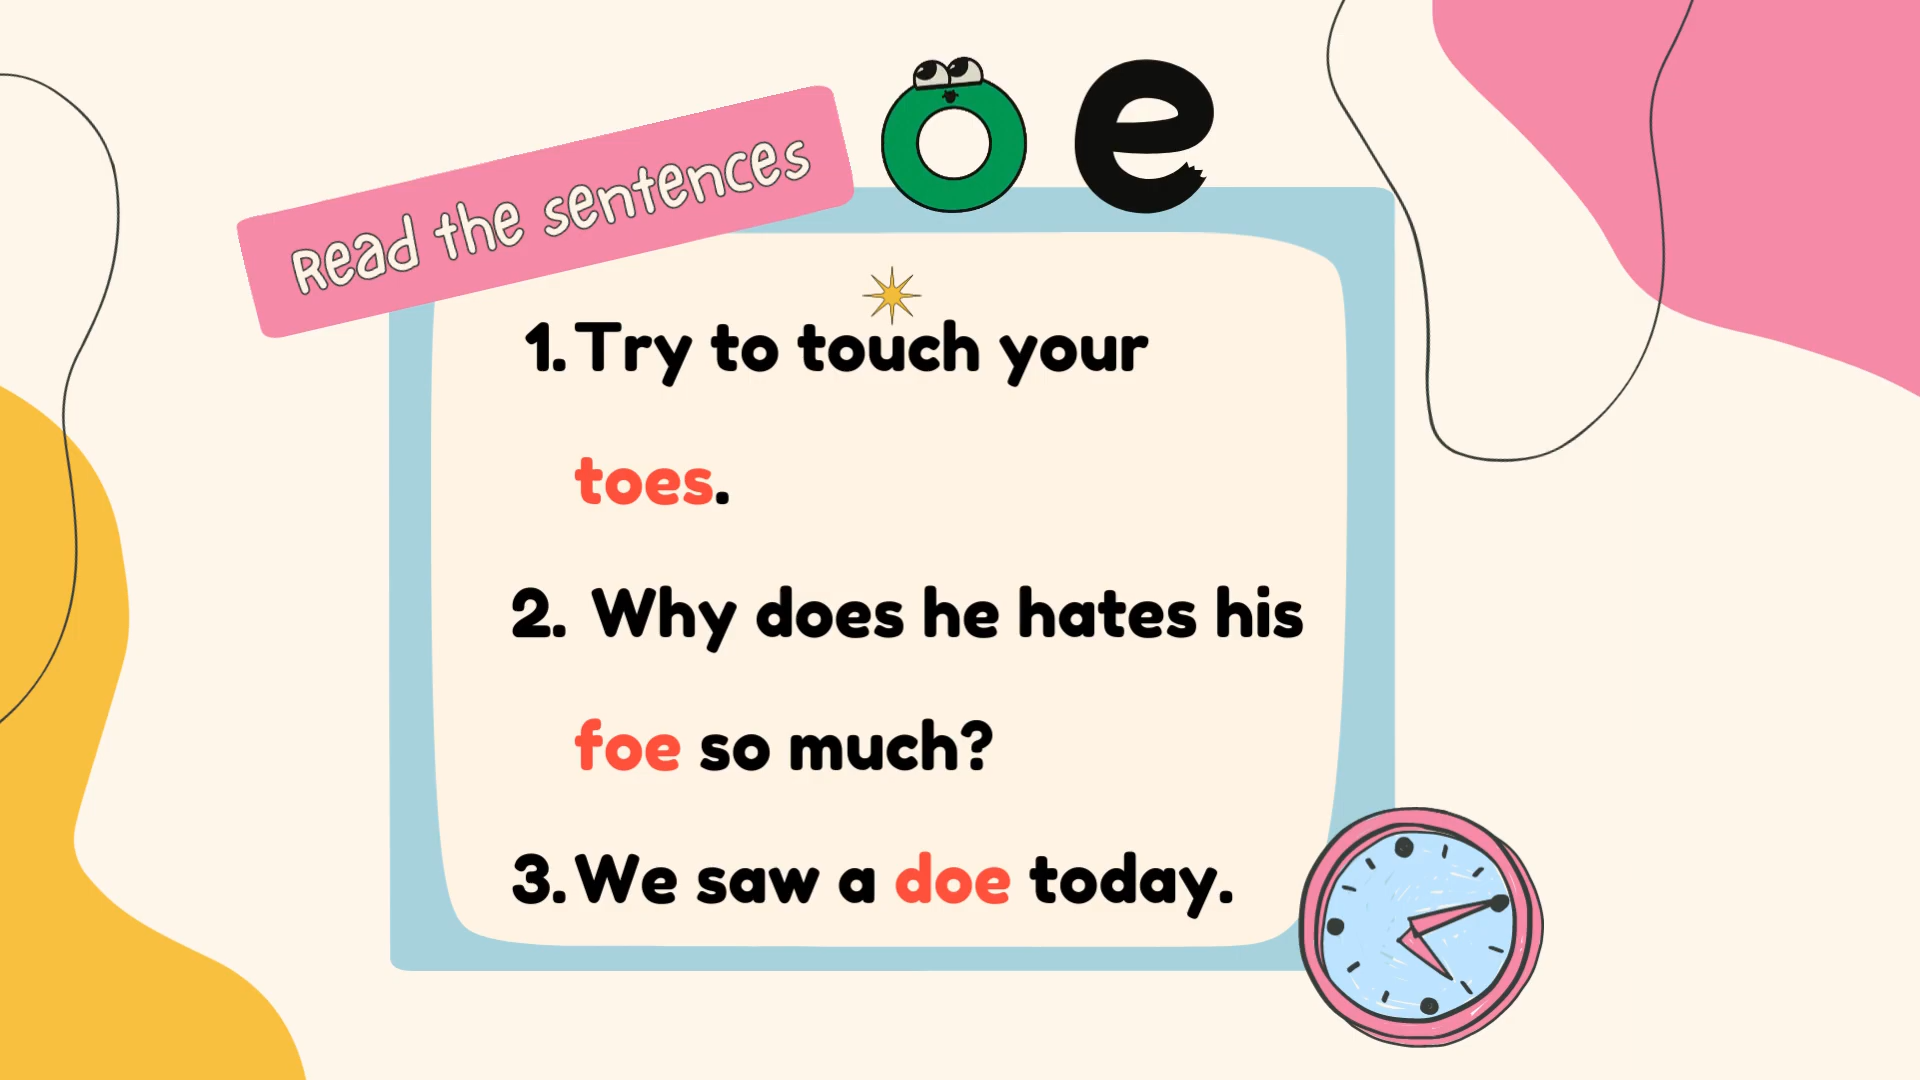 o e
Read the sentences
1. Try to touch your
toes.
2. Why does he hates his
foe so much?
3. We saw a doe today.